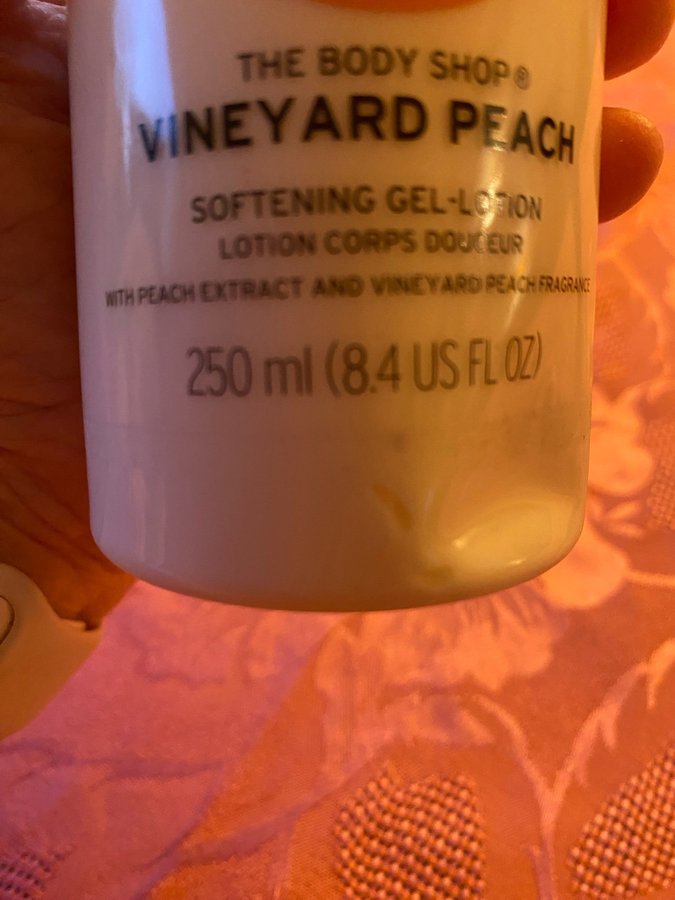 THE BODY SHOP®
VINEYARD PEACH
SOFTENING GEL-LOTION
LOTION CORPS DOUCEUR
WITH PEACH EXTRACT AND VINEYARD PEACH FRAGRANCE
250 ml (8.4 US FL OZ)